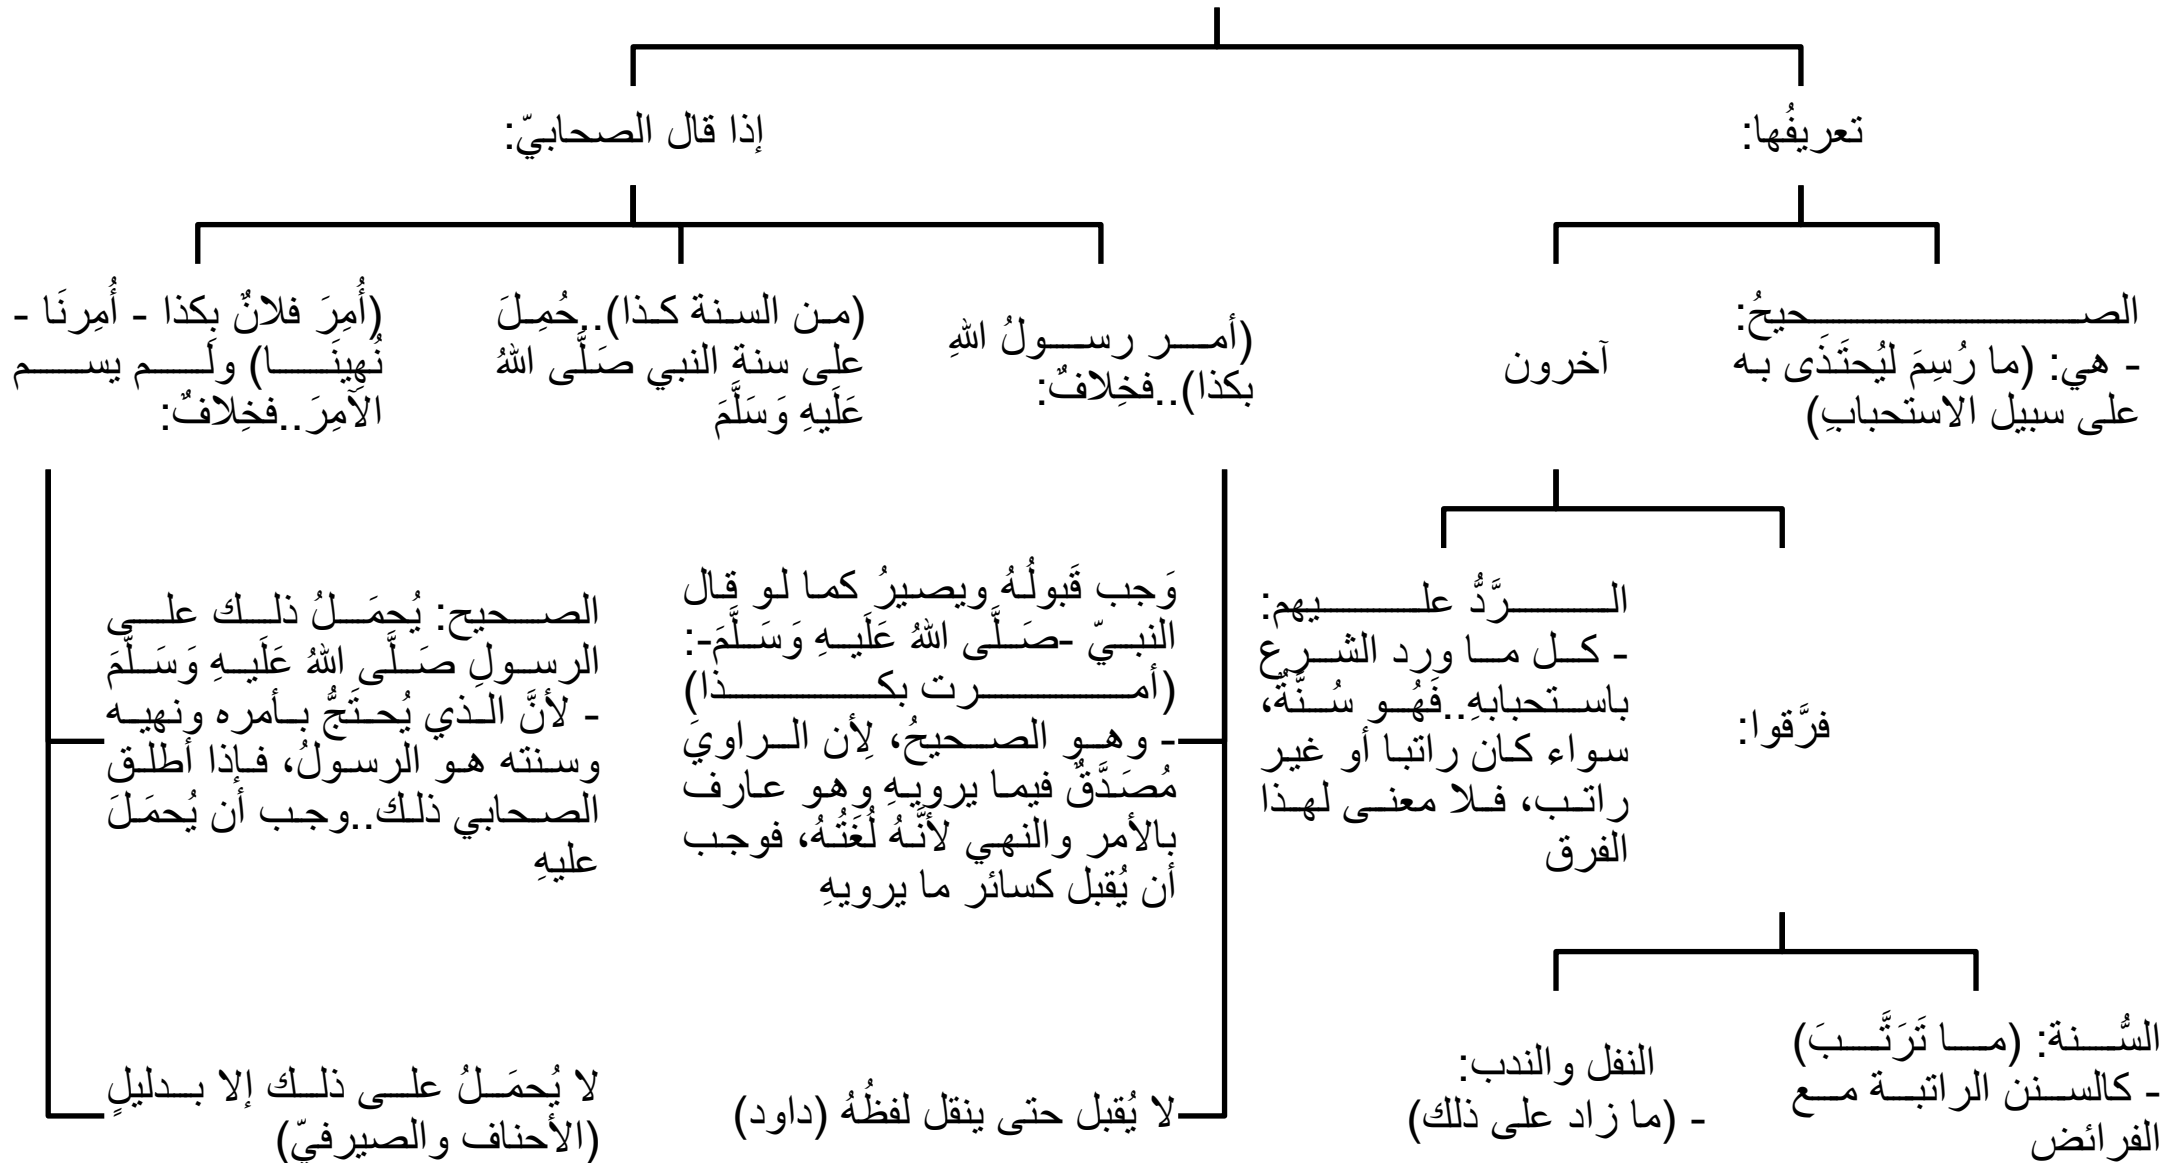 تعريفُها:
إذا قال الصحابيّ:
الصحيحُ:
- هي: (ما رُسِمَ ليُحتَذَى به
على سبيل الاستحبابِ)
آخرون
(أمر رسولُ اللهِ
بكذا)..فخِلافٌ:
(من السنة كذا)..حُمِلَ
على سنة النبي صَلَّى اللهُ
عَلَيهِ وَسَلَّمَ
(أُمِرَ فلانٌ بِكذا - أُمِرنَا -
نُهِينَا) ولَم يسم
الآمِرَ..فخِلافٌ:
فرَّقوا:
الرَّدُّ عليهم:
- كل ما ورد الشرع
باستحبابهِ..فَهُو سُنَّةٌ،
سواء كان راتبا أو غير
راتب، فلا معنى لهذا
الفرق
وَجب قَبولُهُ ويصيرُ كما لو قال
النبيّ -صَلَّى اللهُ عَلَيهِ وَسَلَّمَ-:
(أمرت بكذا)
- وهو الصحيحُ، لِأن الراويَ
مُصَدَّقٌ فيما يرويهِ وهو عارف
بالأمر والنهي لأنَّهُ لُغَتُهُ، فوجب
أن يُقبل كسائر ما يرويهِ
الصحيح: يُحمَلُ ذلك على
الرسولِ صَلَّى اللهُ عَلَيهِ وَسَلَّمَ
- لأنَّ الذي يُحتَجُّ بأمره ونهيه
وسنته هو الرسولُ، فإذا أطلق
الصحابي ذلك..وجب أن يُحمَلَ
عليهِ
السُّنة: (ما تَرَتَّبَ)
- كالسنن الراتبة مع
الفرائض
النفل والندب:
- (ما زاد على ذلك)
لا يُقبل حتى ينقل لفظُهُ (داود)
لا يُحمَلُ على ذلك إلا بدليلٍ
(الأحناف والصيرفيّ)